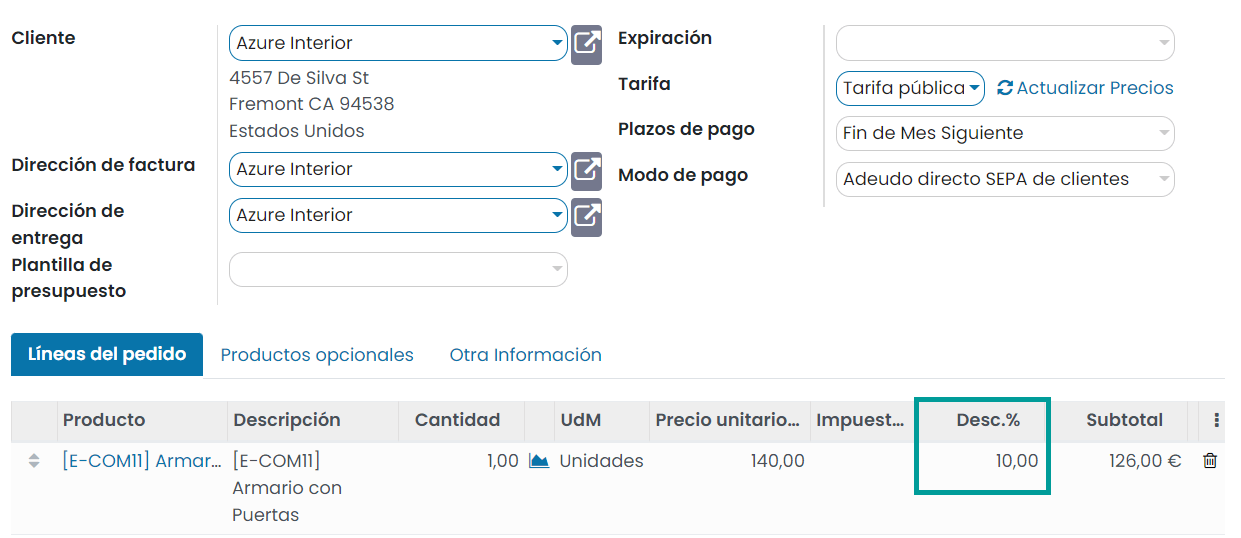 Cliente
Azure Interior
4557 De Silva St
Fremont CA 94538
Estados Unidos
Dirección de factura
Azure Interior
Dirección de
entrega
Azure Interior
Plantilla de
presupuesto
Expiración
Tarifa
Tarifa pública
Actualizar Precios
Plazos de pago
Fin de Mes Siguiente
Modo de pago
Adeudo directo SEPA de clientes
Líneas del pedido Productos opcionales Otra Información
Producto Descripción Cantidad UdM Precio unitario... Impuest... Desc.% Subtotal
[E-COM11] Armar... [E-COM11] 1,00 Unidades 140,00 10,00 126,00 €
Armario con
Puertas